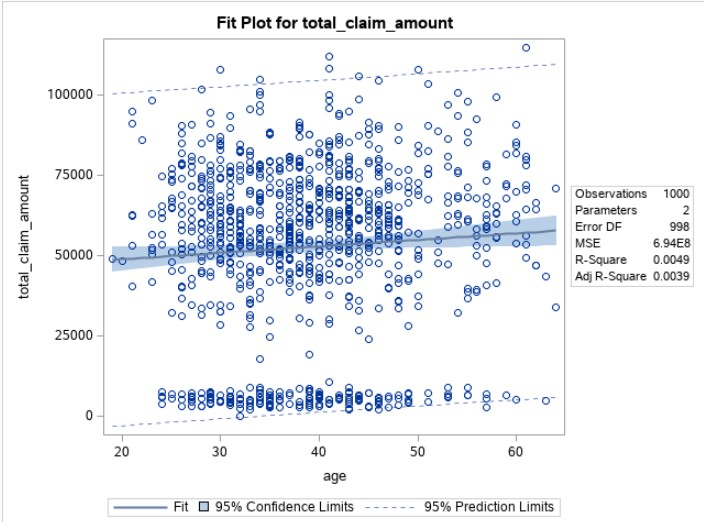 Fit Plot for total_claim_amount
total_claim_amount
100000
75000
50000
25000
0
20 30 40 50 60
age
Observations 1000
Parameters 2
Error DF 998
MSE 6.94E8
R-Square 0.0049
Adj R-Square 0.0039
Fit 95% Confidence Limits 95% Prediction Limits